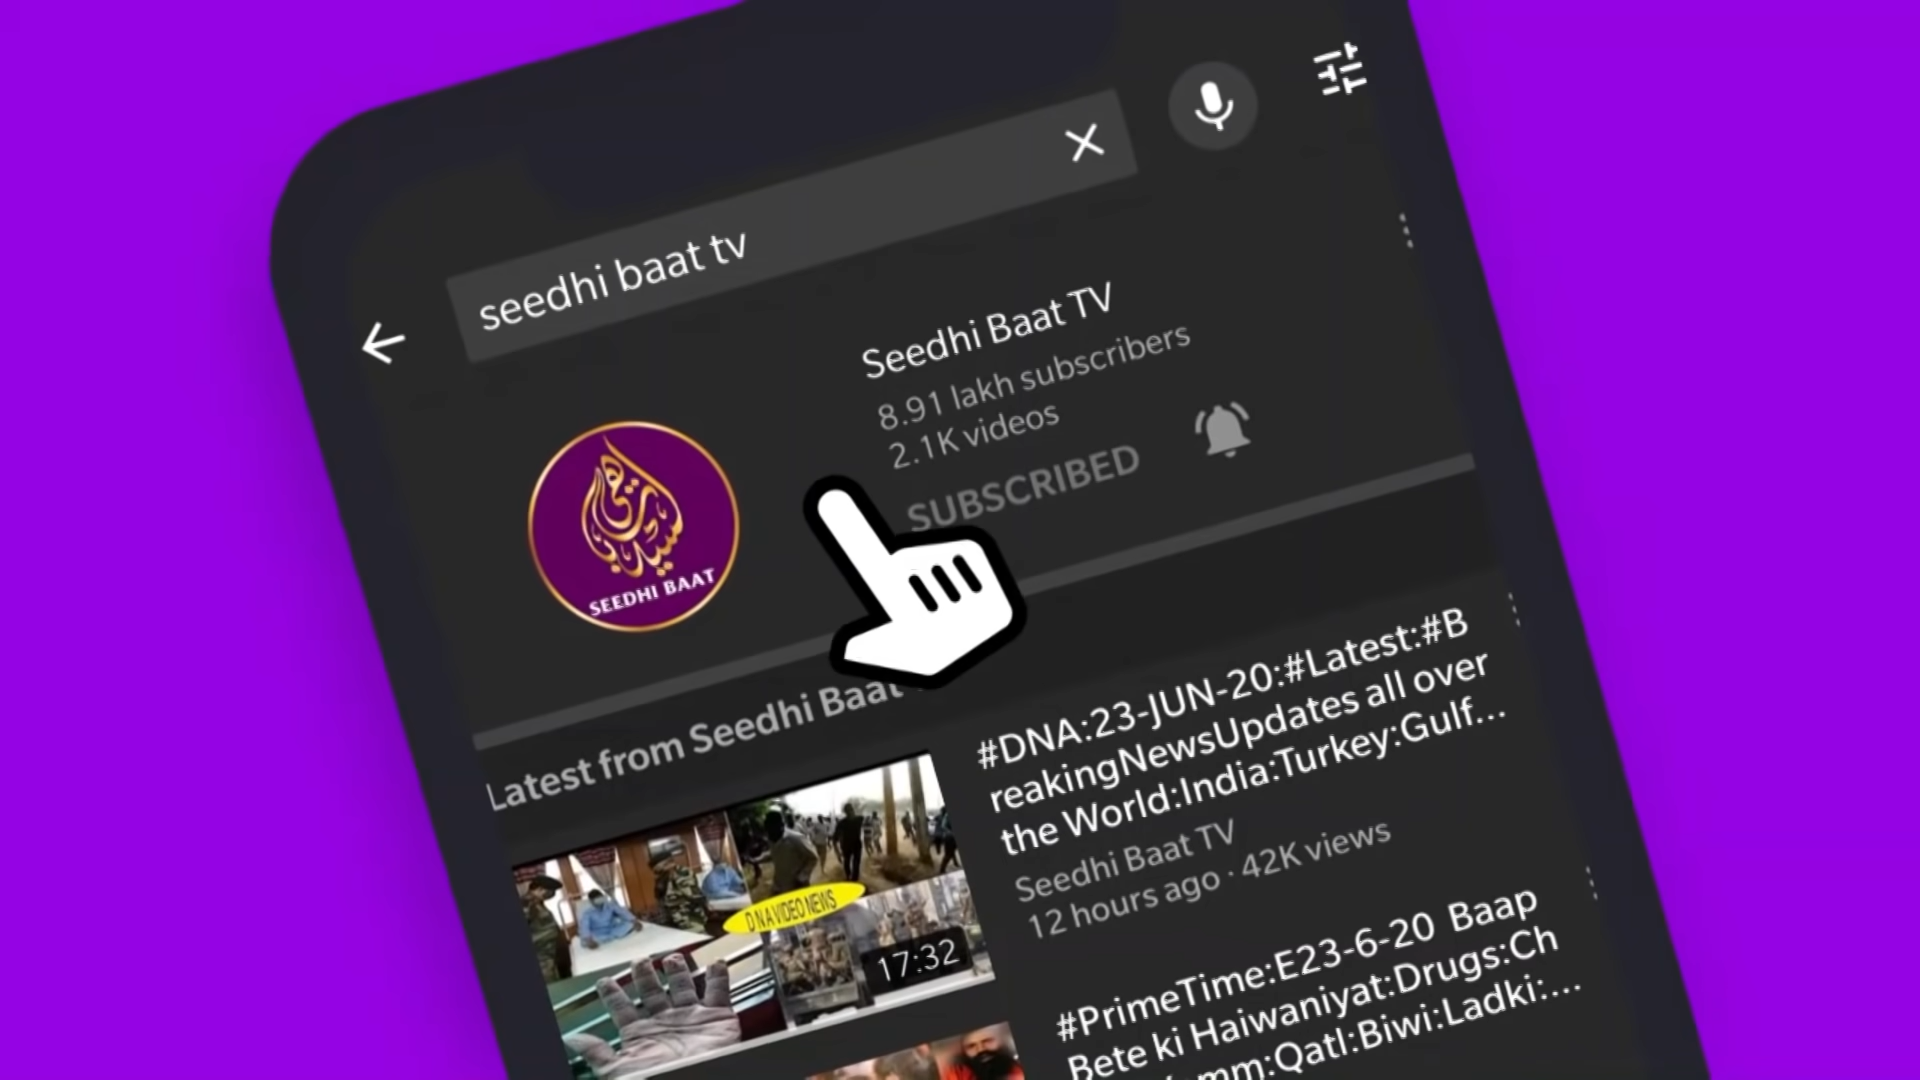 seedhi baat tv
Seedhi Baat TV
8.91 lakh subscribers
2.1K videos
SUBSCRIBED
سیدھی بات
SEEDHI BAAT
Latest from Seedhi Baat
#DNA:23-JUN-20:#Latest:#B
reakingNewsUpdates all over
the World:India:Turkey:Gulf...
Seedhi Baat TV
12 hours ago · 42K views
D N A VIDEO NEWS
17:32
#PrimeTime:E23-6-20 Baap
Bete ki Haiwaniyat:Drugs:Ch
:Qatl:Biwi:Ladki:...